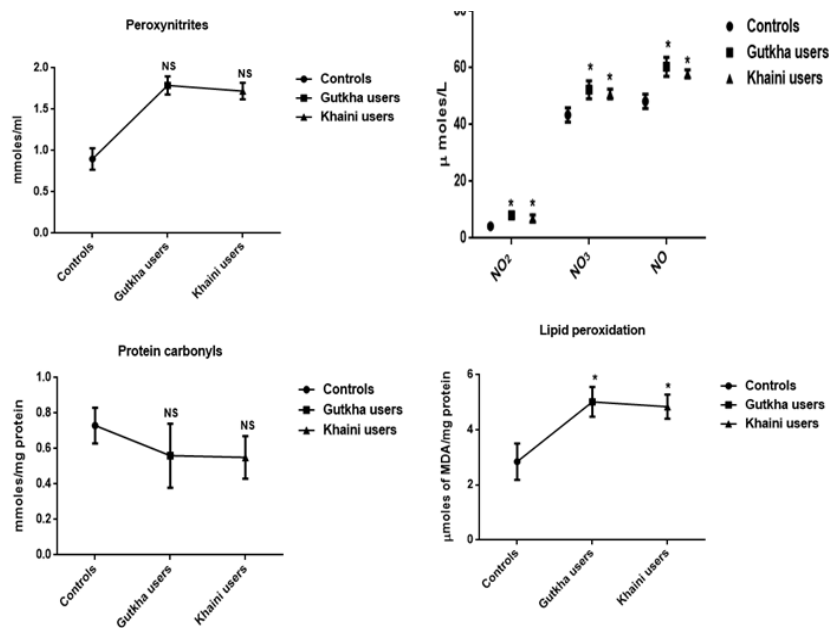 Peroxynitrites
mmoles/ml
2.0
1.5
1.0
0.5
0.0
NS
NS
Controls
Gutkha users
Khaini users
Controls
Gutkha users
Khaini users
μ moles/L
60
40
20
0
* *
* *
* *
NO2
NO3
NO
Controls
Gutkha users
Khaini users
Protein carbonyls
mmoles/mg protein
1.0
0.8
0.6
0.4
0.2
0.0
NS
NS
Controls
Gutkha users
Khaini users
Controls
Gutkha users
Khaini users
Lipid peroxidation
μmoles of MDA/mg protein
6
4
2
0
*
*
Controls
Gutkha users
Khaini users
Controls
Gutkha users
Khaini users